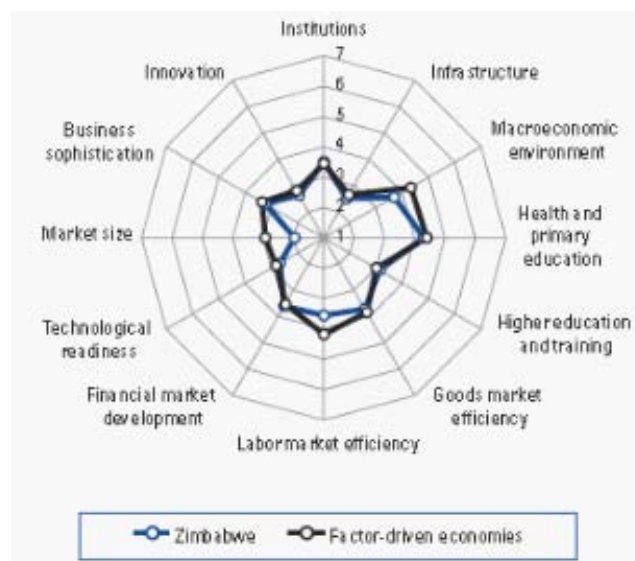 Institutions
7
6
5
4
3
2
1
Infrastructure
Macroeconomic
environment
Health and
primary
education
Higher education
and training
Goods market
efficiency
Labor market efficiency
Financial market
development
Technological
readiness
Market size
Business
sophistication
Innovation
Zimbabwe
Factor-driven economies